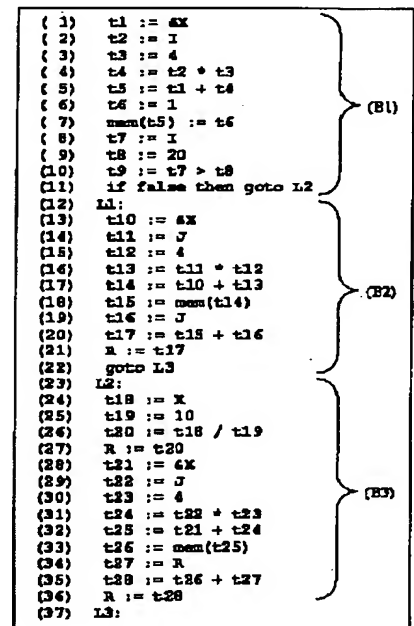 ( 1) t1 := &X
( 2) t2 := I
( 3) t3 := 4
( 4) t4 := t2 * t3
( 5) t5 := t1 + t4
( 6) t6 := 1
( 7) mem(t5) := t6
( 8) t7 := I
( 9) t8 := 20
(10) t9 := t7 > t8
(11) if false then goto L2
(B1)
(12) L1:
(13) t10 := &X
(14) t11 := J
(15) t12 := 4
(16) t13 := t11 * t12
(17) t14 := t10 + t13
(18) t15 := mem(t14)
(19) t16 := J
(20) t17 := t15 + t16
(21) R := t17
(22) goto L3
(B2)
(23) L2:
(24) t18 := X
(25) t19 := 10
(26) t20 := t18 / t19
(27) R := t20
(28) t21 := &X
(29) t22 := J
(30) t23 := 4
(31) t24 := t22 * t23
(32) t25 := t21 + t24
(33) t26 := mem(t25)
(34) t27 := R
(35) t28 := t26 + t27
(36) R := t28
(B3)
(37) L3: